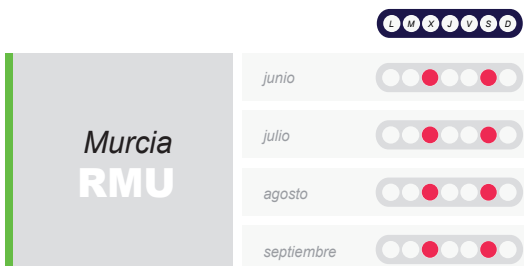 L M X J V S D
Murcia
RMU
junio
julio
agosto
septiembre